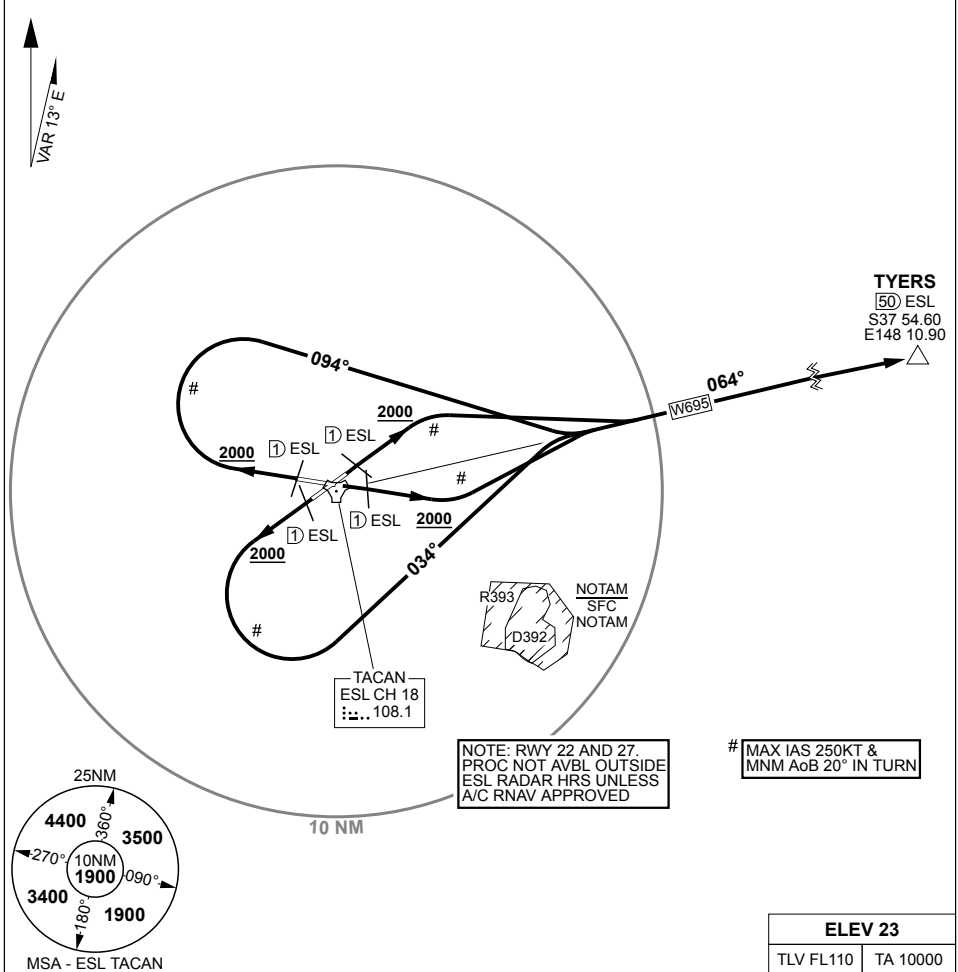 VAR 13° E
TYERS
50 ESL
S37 54.60
E148 10.90
094°
064°
W695
#
2000
#
2000
1 ESL
1 ESL
#
1 ESL
2000
1 ESL
2000
034°
#
R393
D392
NOTAM
SFC
NOTAM
TACAN
ESL CH 18
108.1
NOTE: RWY 22 AND 27.
PROC NOT AVBL OUTSIDE
ESL RADAR HRS UNLESS
A/C RNAV APPROVED
# MAX IAS 250KT &
MNM AoB 20° IN TURN
10 NM
25NM
4400
360°
3500
270°
10NM
1900
090°
3400
180°
1900
MSA - ESL TACAN
ELEV 23
TLV FL110 TA 10000